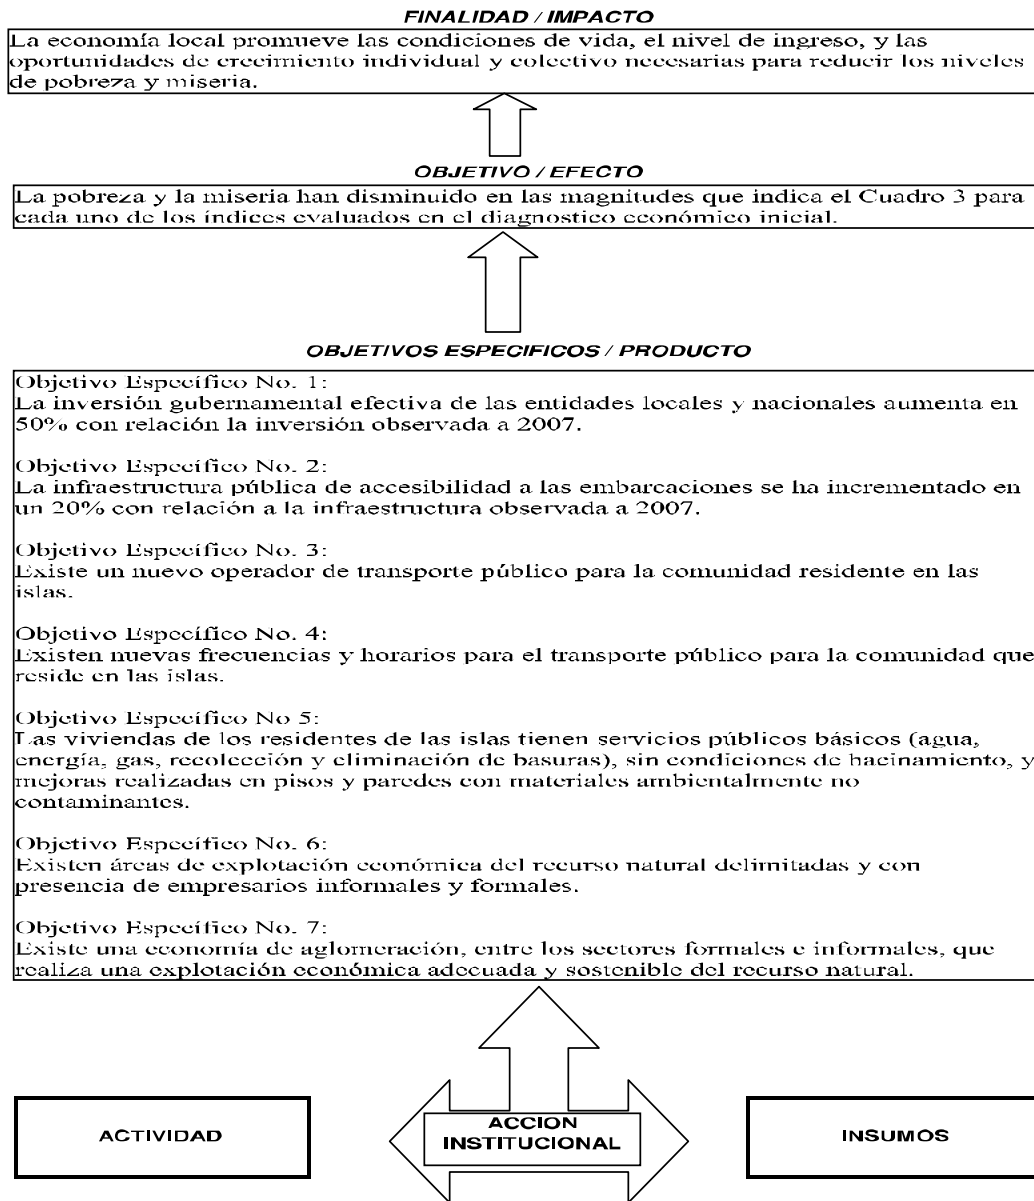 FINALIDAD / IMPACTO
La economía local promueve las condiciones de vida, el nivel de ingreso, y las
oportunidades de crecimiento individual y colectivo necesarias para reducir los niveles
de pobreza y miseria.
OBJETIVO / EFECTO
La pobreza y la miseria han disminuido en las magnitudes que indica el Cuadro 3 para
cada uno de los índices evaluados en el diagnostico económico inicial.
OBJETIVOS ESPECIFICOS / PRODUCTO
Objetivo Específico No. 1:
La inversión gubernamental efectiva de las entidades locales y nacionales aumenta en
50% con relación la inversión observada a 2007.
Objetivo Específico No. 2:
La infraestructura pública de accesibilidad a las embarcaciones se ha incrementado en
un 20% con relación a la infraestructura observada a 2007.
Objetivo Específico No. 3:
Existe un nuevo operador de transporte público para la comunidad residente en las
islas.
Objetivo Específico No. 4:
Existen nuevas frecuencias y horarios para el transporte público para la comunidad que
reside en las islas.
Objetivo Específico No 5:
Las viviendas de los residentes de las islas tienen servicios públicos básicos (agua,
energía, gas, recolección y eliminación de basuras), sin condiciones de hacinamiento, y
mejoras realizadas en pisos y paredes con materiales ambientalmente no
contaminantes.
Objetivo Específico No. 6:
Existen áreas de explotación económica del recurso natural delimitadas y con
presencia de empresarios informales y formales.
Objetivo Específico No. 7:
Existe una economía de aglomeración, entre los sectores formales e informales, que
realiza una explotación económica adecuada y sostenible del recurso natural.
ACTIVIDAD
ACCION
INSTITUCIONAL
INSUMOS